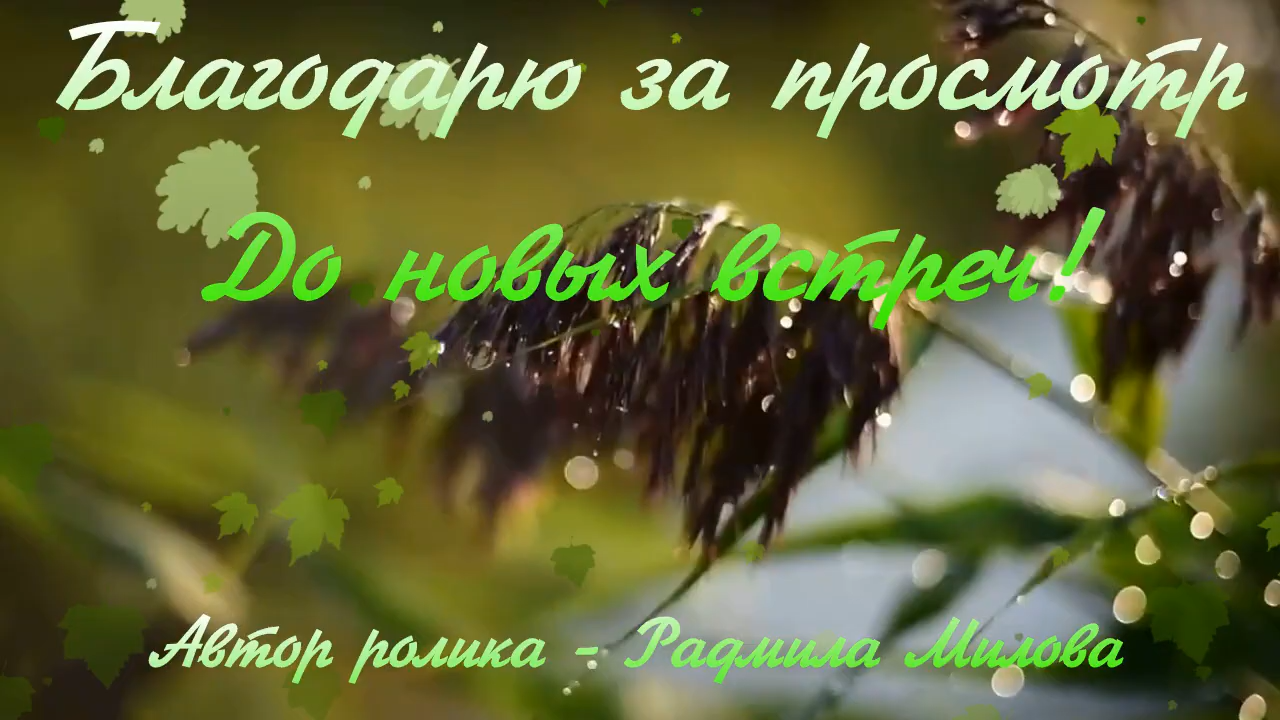 Благодарю за просмотр
До новых встреч!
Автор ролика - Радмила Милова